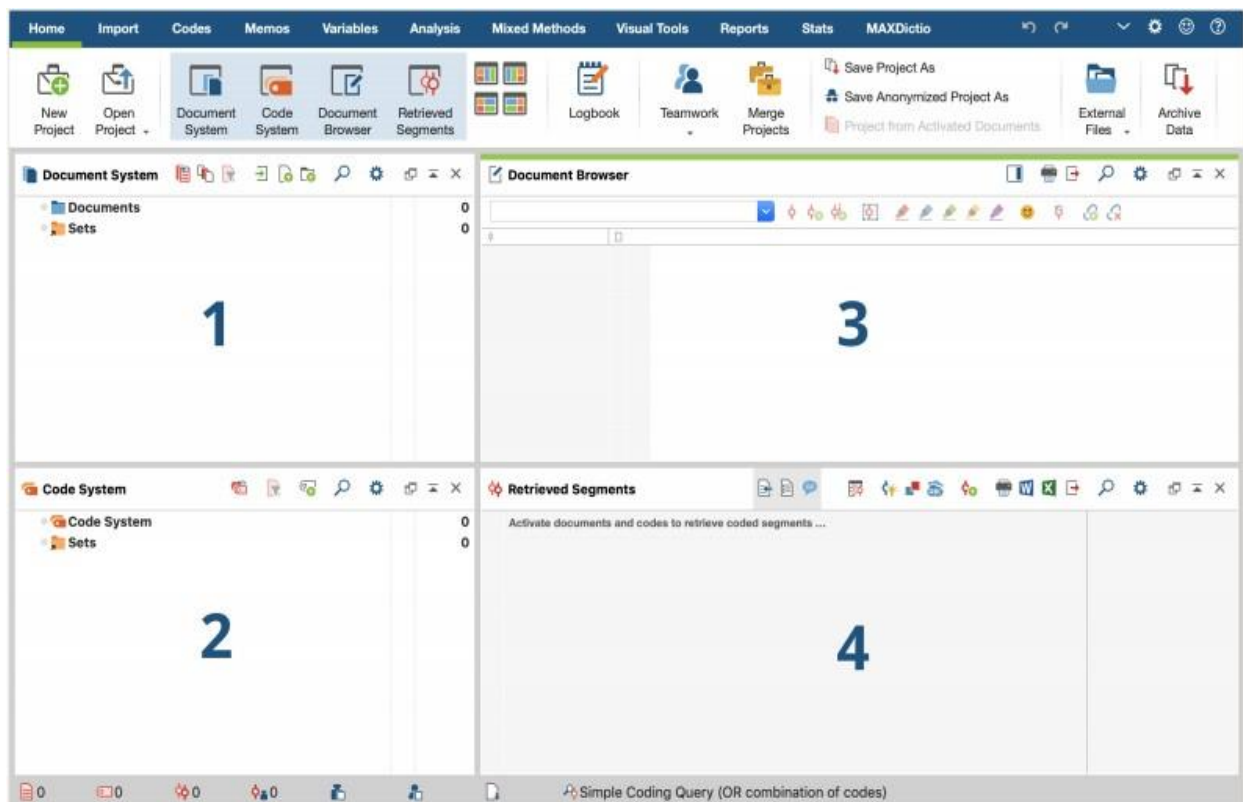 Home Import Codes Memos Variables Analysis Mixed Methods Visual Tools Reports Stats MAXDictio
New Project
Open Project
Document System
Code System
Document Browser
Retrieved Segments
Logbook
Teamwork
Merge Projects
Save Project As
Save Anonymized Project As
Project from Activated Documents
External Files
Archive Data
Document System
Documents 0
Sets 0
1
Document Browser
3
Code System
Code System 0
Sets 0
2
Retrieved Segments
Activate documents and codes to retrieve coded segments ...
4
0 0 0 0 Simple Coding Query (OR combination of codes)